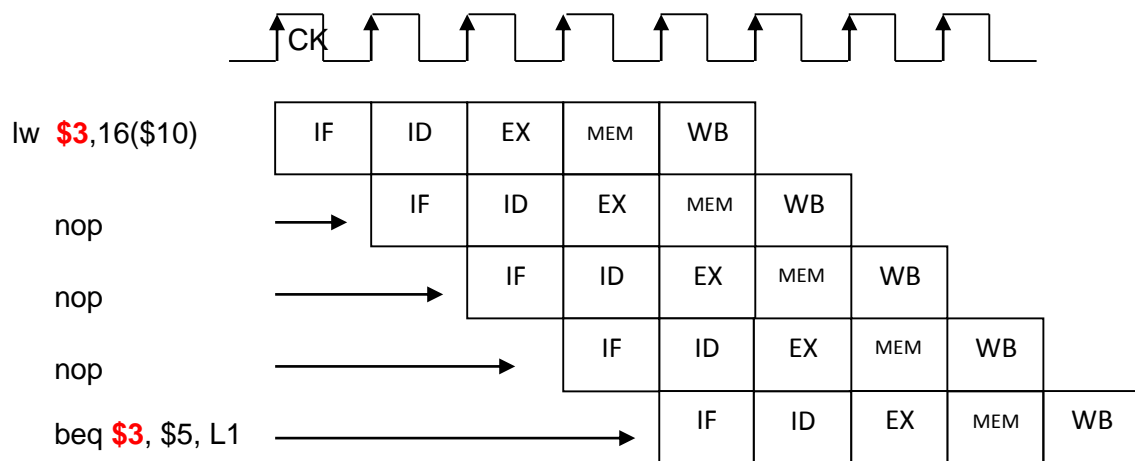 CK
lw $3,16($10) IF ID EX MEM WB
nop IF ID EX MEM WB
nop IF ID EX MEM WB
nop IF ID EX MEM WB
beq $3, $5, L1 IF ID EX MEM WB